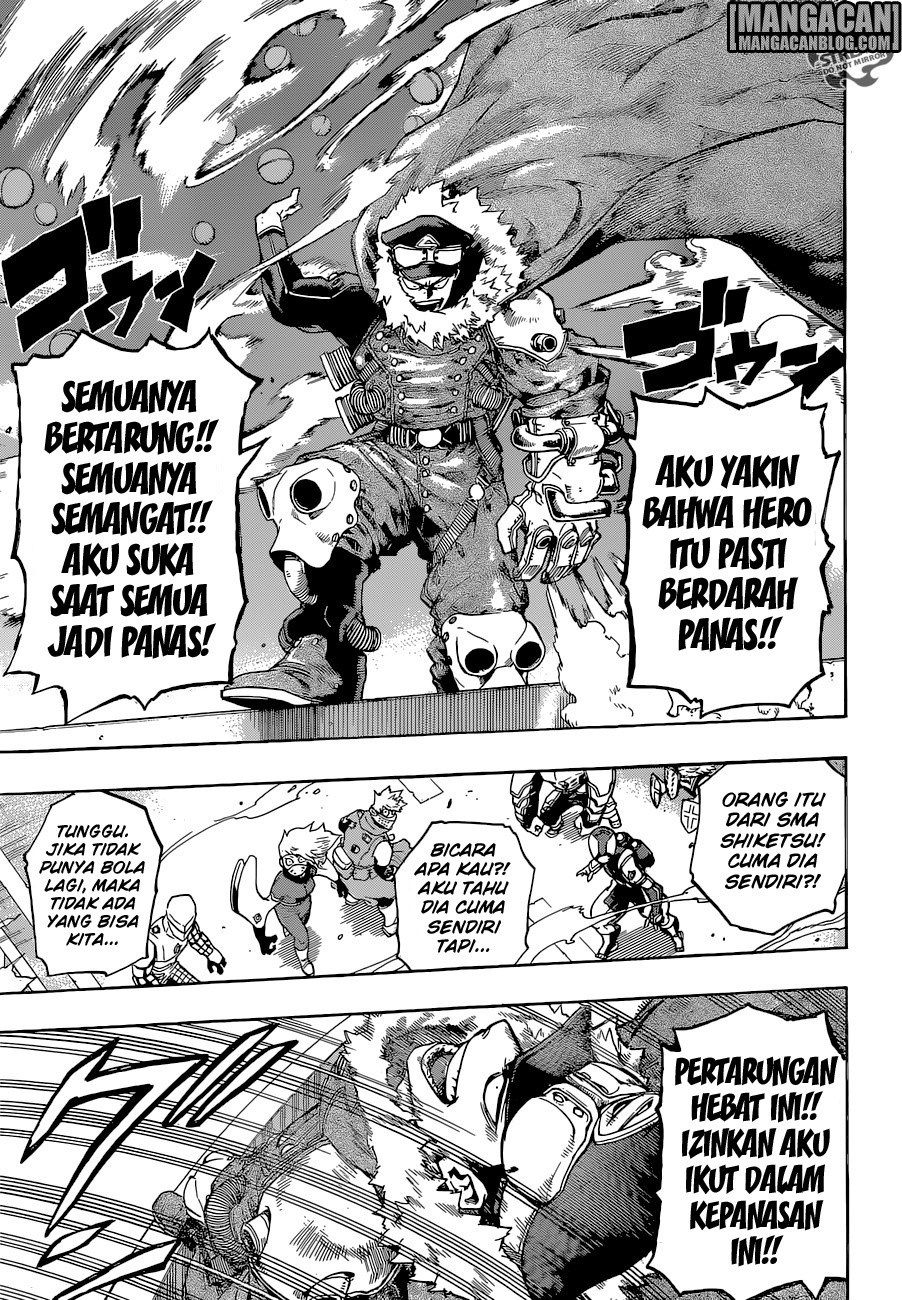 MANGACAN
MANGACANBLOG.COM
DO NOT MIRROR
ゴウン
ゴウン
AKU YAKIN
BAHWA HERO
ITU PASTI
BERDARAH
PANAS!!
SEMUANYA
BERTARUNG!!
SEMUANYA
SEMANGAT!!
AKU SUKA
SAAT SEMUA
JADI PANAS!
ORANG ITU
DARI SMA
SHIKETSU!
CUMA DIA
SENDIRI?!
BICARA
APA KAU?!
AKU TAHU
DIA CUMA
SENDIRI
TAPI...
TUNGGU.
JIKA TIDAK
PUNYA BOLA
LAGI, MAKA
TIDAK ADA
YANG BISA
KITA...
PERTARUNGAN
HEBAT INI!!
IZINKAN AKU
IKUT DALAM
KEPANASAN
INI!!